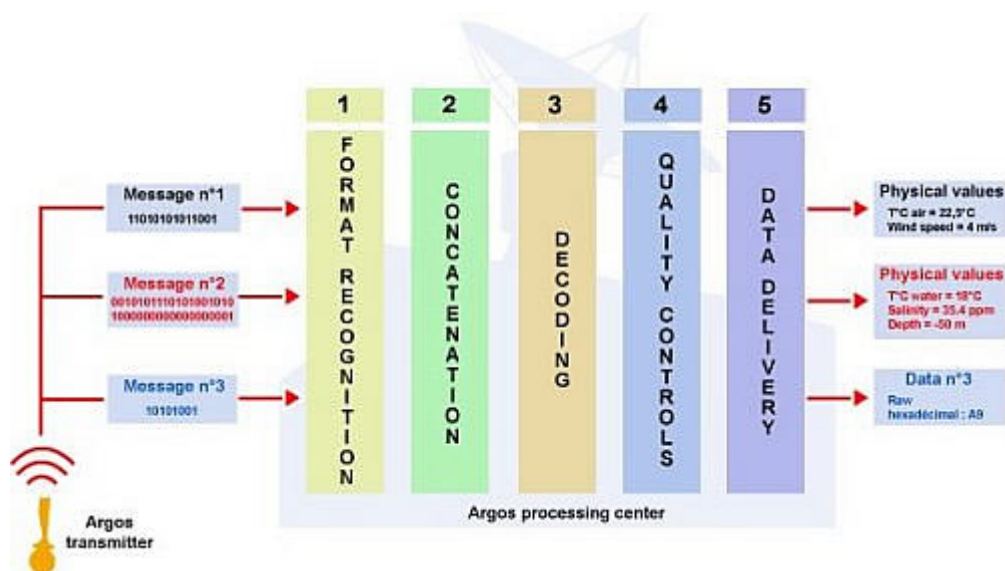 1
2
3
4
5
FORMAT RECOGNITION
CONCATENATION
DECODING
QUALITY CONTROLS
DATA DELIVERY
Message n°1
11010101011001
Message n°2
0010101110101001010
1000000000000000001
Message n°3
10101001
Argos
transmitter
Argos processing center
Physical values
T°C air = 22,5°C
Wind speed = 4 m/s
Physical values
T°C water = 18°C
Salinity = 35.4 ppm
Depth = -50 m
Data n°3
Raw
hexadécimal : A9